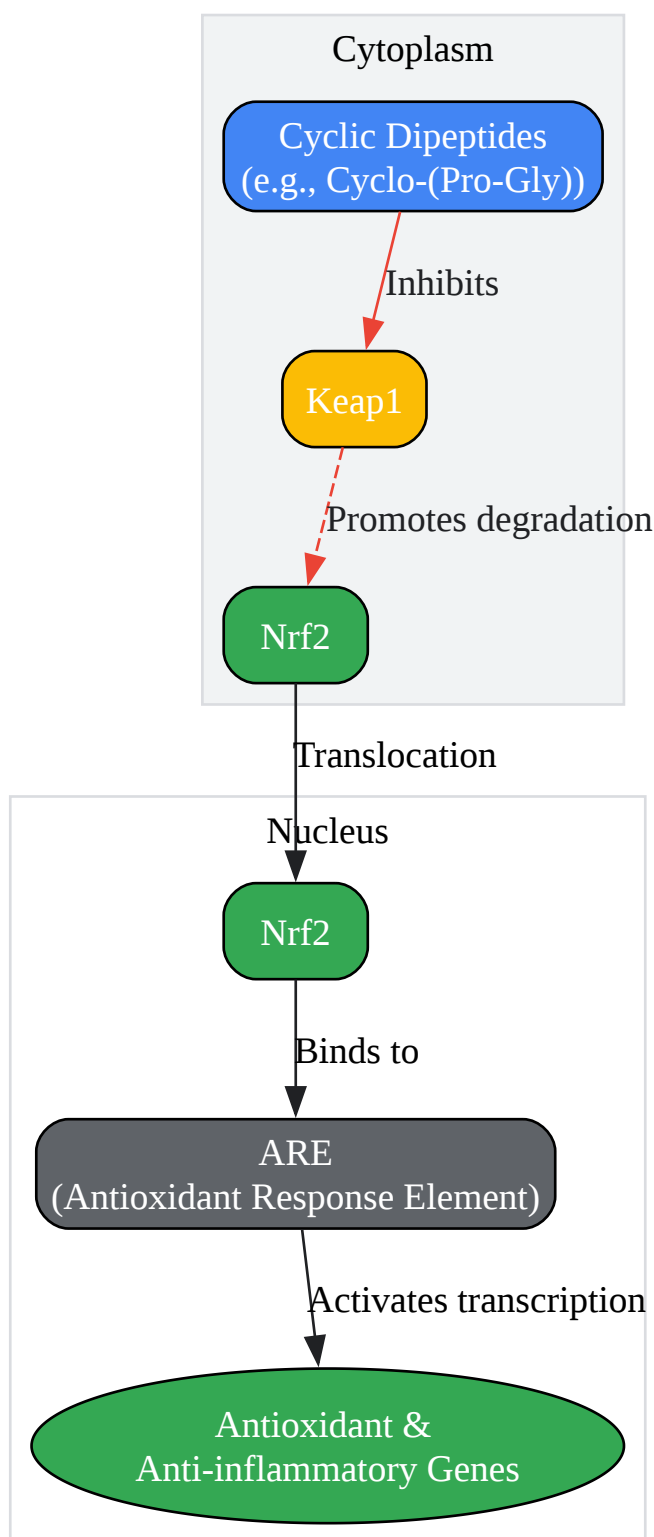 Cytoplasm
Cyclic Dipeptides
(e.g., Cyclo-(Pro-Gly))
Inhibits
Keap1
Promotes degradation
Nrf2
Translocation
Nucleus
Nrf2
Binds to
ARE
(Antioxidant Response Element)
Activates transcription
Antioxidant &
Anti-inflammatory Genes